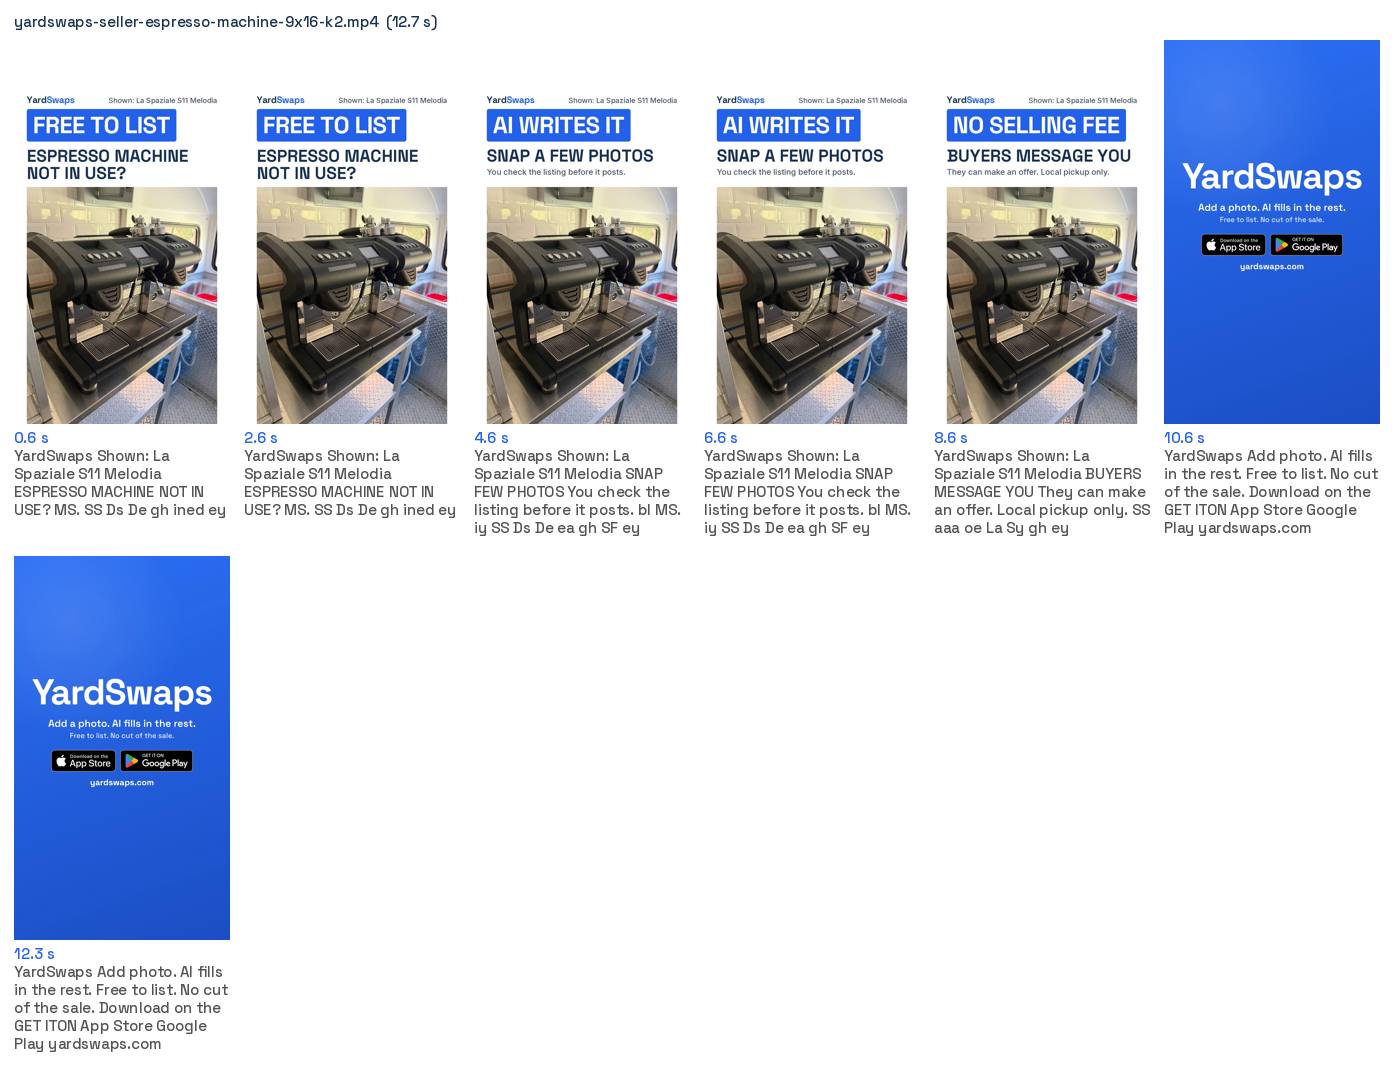 yardswaps-seller-espresso-machine-9x16-k2.mp4 (12.7 s)
YardSwaps Shown: La Spaziale S11 Melodia
FREE TO LIST
ESPRESSO MACHINE
NOT IN USE?
0.6 s
YardSwaps Shown: La
Spaziale S11 Melodia
ESPRESSO MACHINE NOT IN
USE? MS. SS Ds De gh ined ey
YardSwaps Shown: La Spaziale S11 Melodia
FREE TO LIST
ESPRESSO MACHINE
NOT IN USE?
2.6 s
YardSwaps Shown: La
Spaziale S11 Melodia
ESPRESSO MACHINE NOT IN
USE? MS. SS Ds De gh ined ey
YardSwaps Shown: La Spaziale S11 Melodia
AI WRITES IT
SNAP A FEW PHOTOS
You check the listing before it posts.
4.6 s
YardSwaps Shown: La
Spaziale S11 Melodia SNAP
FEW PHOTOS You check the
listing before it posts. bl MS.
iy SS Ds De ea gh SF ey
YardSwaps Shown: La Spaziale S11 Melodia
AI WRITES IT
SNAP A FEW PHOTOS
You check the listing before it posts.
6.6 s
YardSwaps Shown: La
Spaziale S11 Melodia SNAP
FEW PHOTOS You check the
listing before it posts. bl MS.
iy SS Ds De ea gh SF ey
YardSwaps Shown: La Spaziale S11 Melodia
NO SELLING FEE
BUYERS MESSAGE YOU
They can make an offer. Local pickup only.
8.6 s
YardSwaps Shown: La
Spaziale S11 Melodia BUYERS
MESSAGE YOU They can make
an offer. Local pickup only. SS
aaa oe La Sy gh ey
YardSwaps
Add a photo. AI fills in the rest.
Free to list. No cut of the sale.
Download on the App Store GET IT ON Google Play
yardswaps.com
10.6 s
YardSwaps Add photo. AI fills
in the rest. Free to list. No cut
of the sale. Download on the
GET ITON App Store Google
Play yardswaps.com
YardSwaps
Add a photo. AI fills in the rest.
Free to list. No cut of the sale.
Download on the App Store GET IT ON Google Play
yardswaps.com
12.3 s
YardSwaps Add photo. AI fills
in the rest. Free to list. No cut
of the sale. Download on the
GET ITON App Store Google
Play yardswaps.com